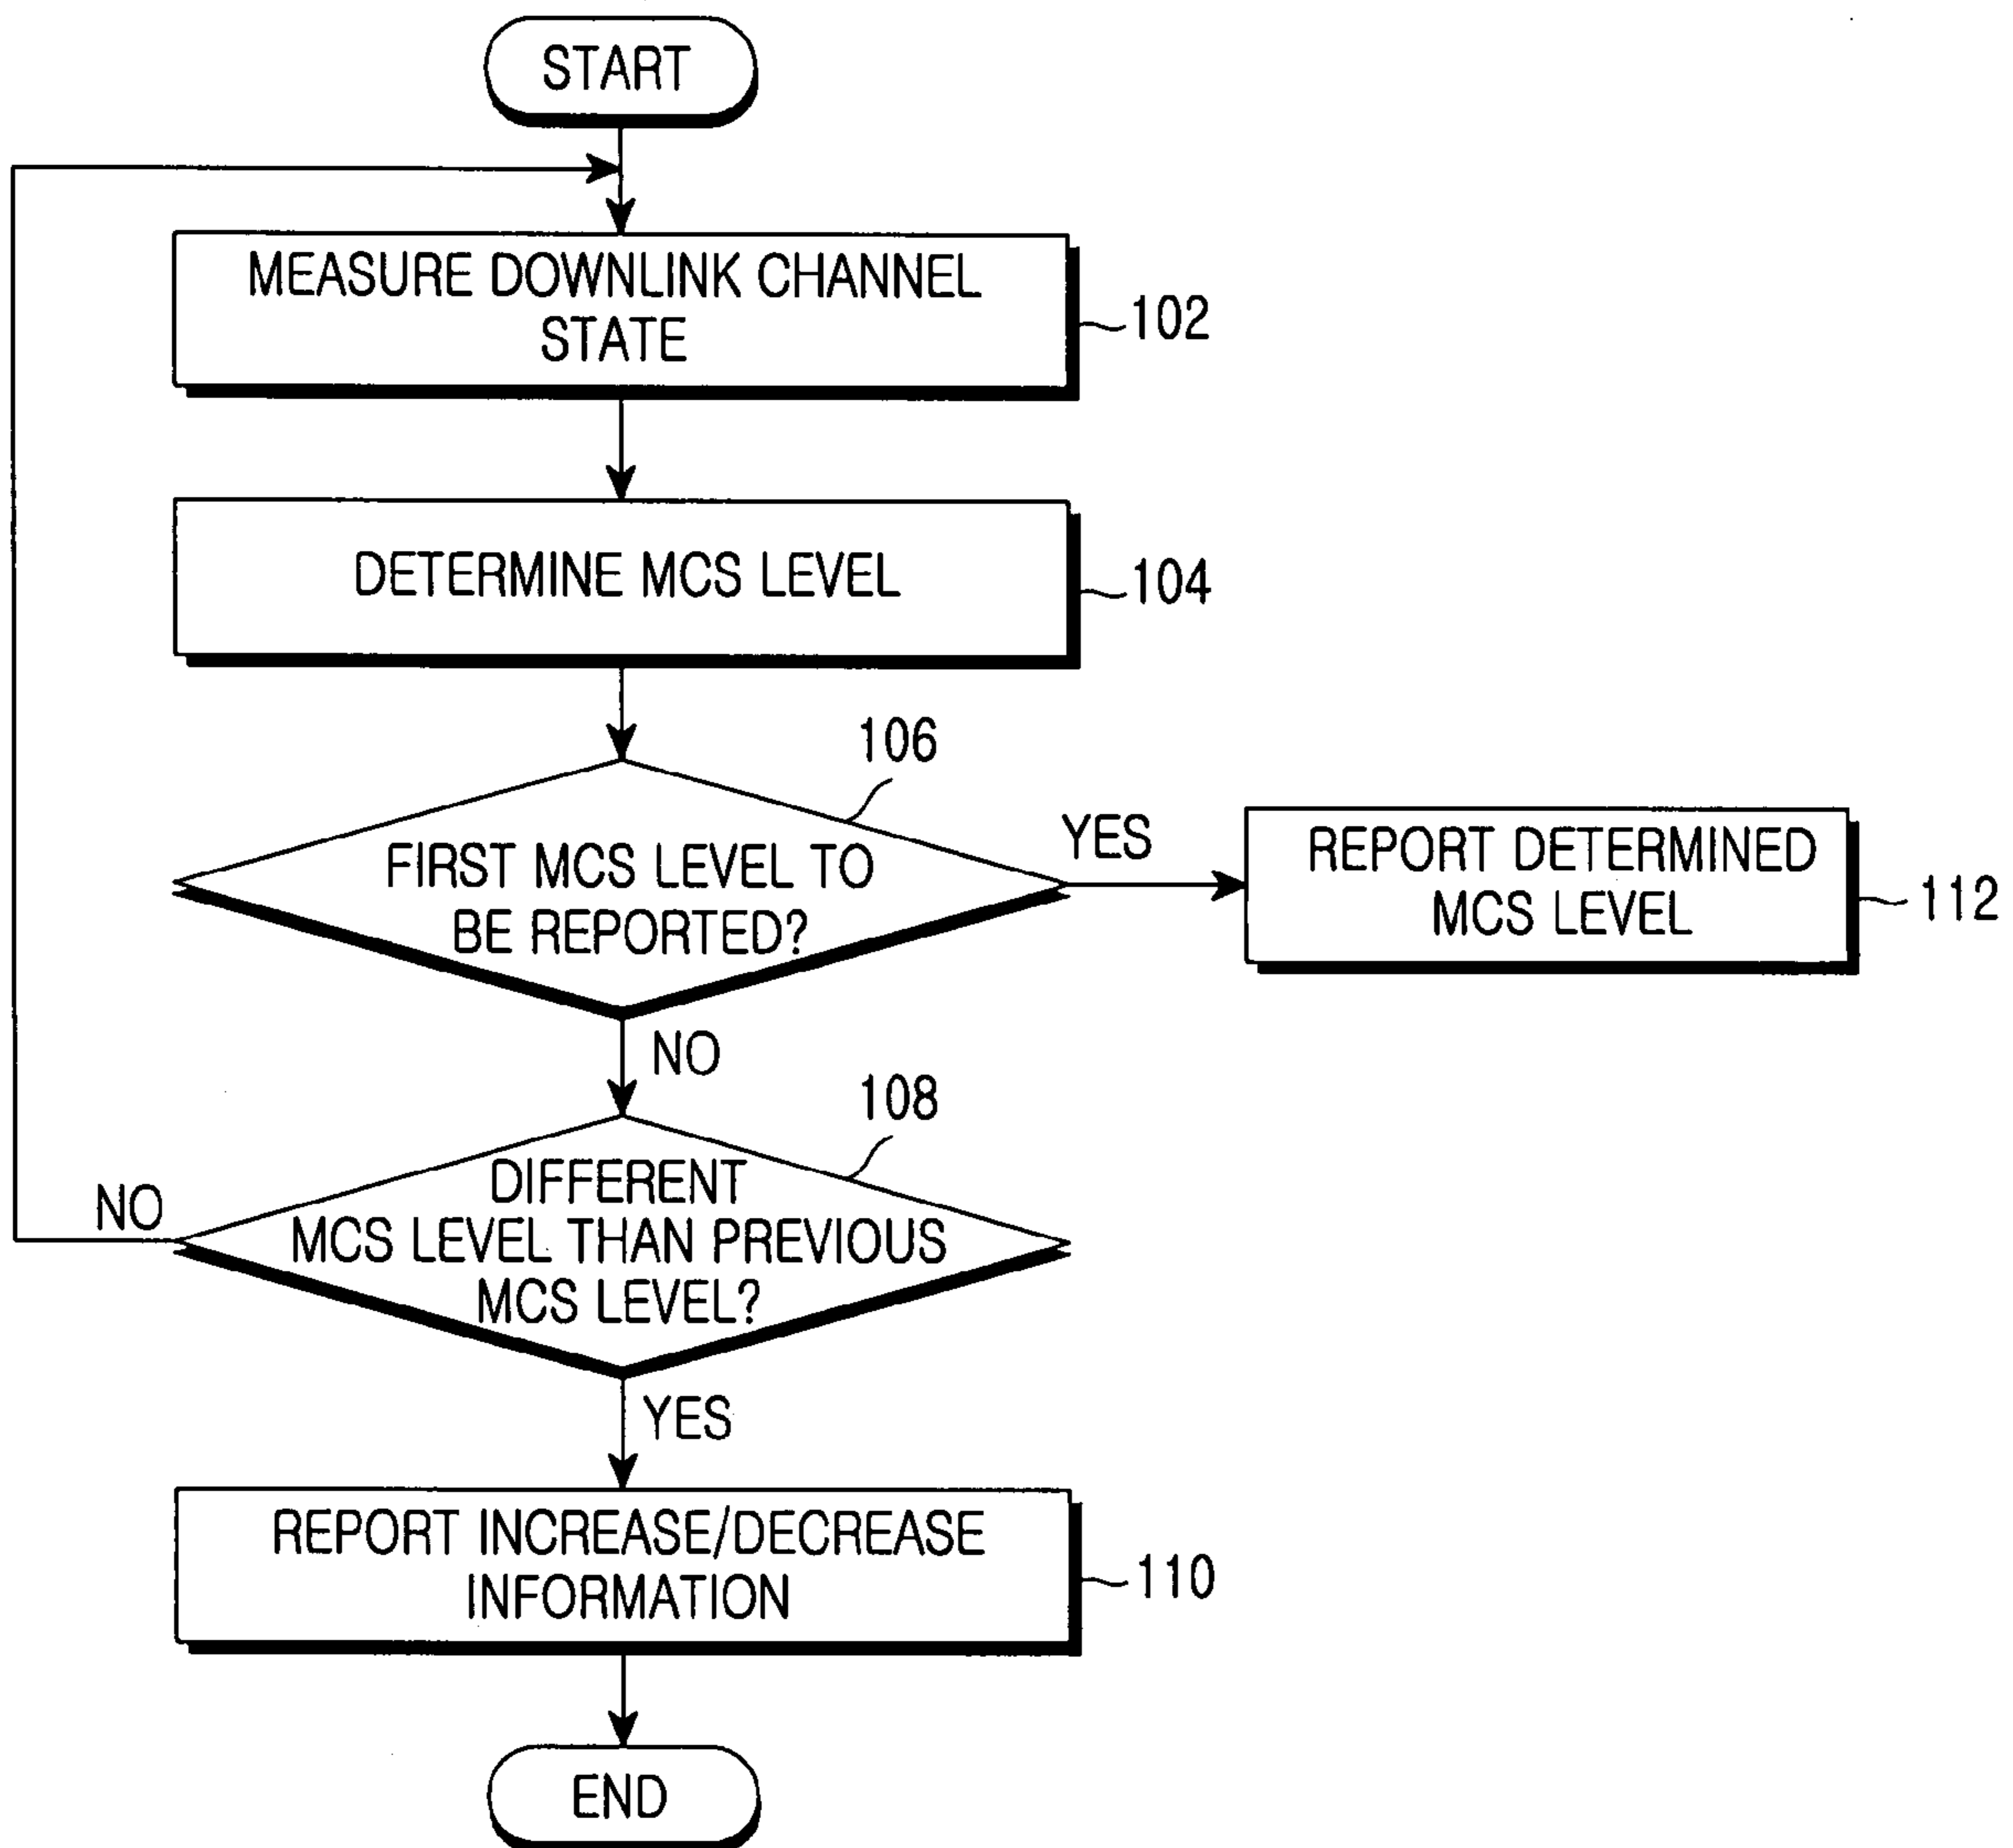 START
MEASURE DOWNLINK CHANNEL
STATE
102
DETERMINE MCS LEVEL
104
106
FIRST MCS LEVEL TO
BE REPORTED?
YES
REPORT DETERMINED
MCS LEVEL
112
NO
108
DIFFERENT
MCS LEVEL THAN PREVIOUS
MCS LEVEL?
NO
YES
REPORT INCREASE/DECREASE
INFORMATION
110
END